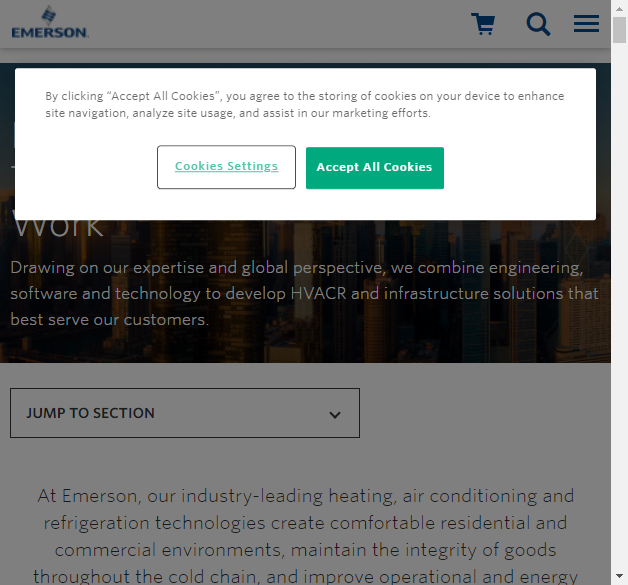 EMERSON
By clicking “Accept All Cookies”, you agree to the storing of cookies on your device to enhance
site navigation, analyze site usage, and assist in our marketing efforts.
Cookies Settings
Accept All Cookies
Work
Drawing on our expertise and global perspective, we combine engineering,
software and technology to develop HVACR and infrastructure solutions that
best serve our customers.
JUMP TO SECTION
At Emerson, our industry-leading heating, air conditioning and
refrigeration technologies create comfortable residential and
commercial environments, maintain the integrity of goods
throughout the cold chain, and improve operational and energy